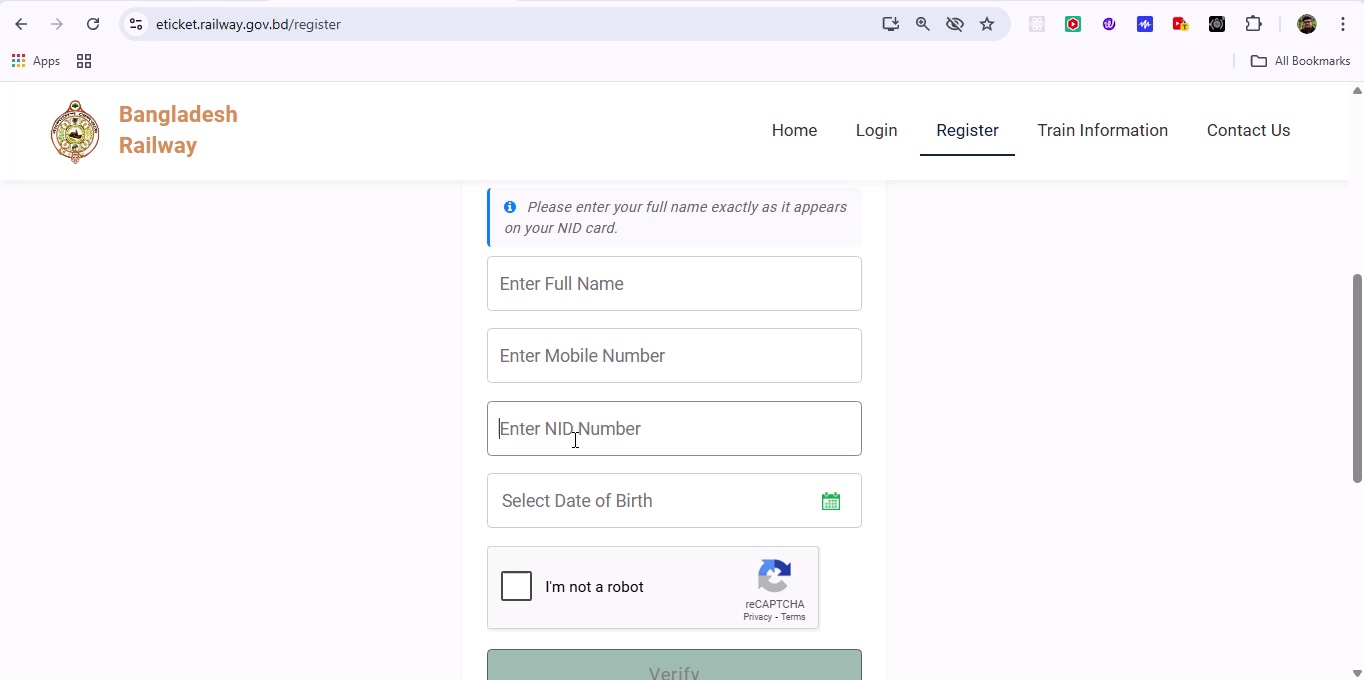 eticket.railway.gov.bd/register
Apps
All Bookmarks
Bangladesh
Railway
Home
Login
Register
Train Information
Contact Us
Please enter your full name exactly as it appears
on your NID card.
Enter Full Name
Enter Mobile Number
Enter NID Number
Select Date of Birth
I'm not a robot
reCAPTCHA
Privacy - Terms
Verify